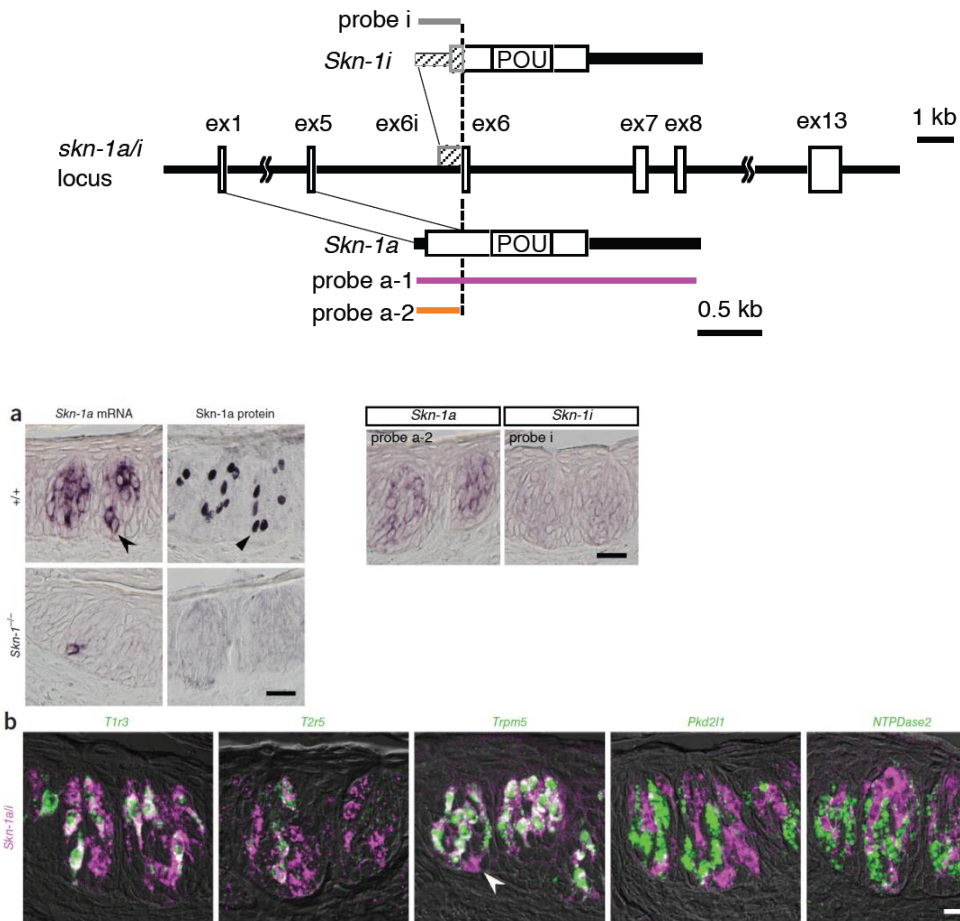 probe i
Skn-1i
POU
ex1 ex5 ex6i ex6 ex7 ex8 ex13 1 kb
skn-1a/i
locus
Skn-1a
POU
probe a-1
probe a-2
0.5 kb
a
Skn-1a mRNA Skn-1a protein
Skn-1a Skn-1i
probe a-2 probe i
+/+
Skn-1–/–
b
T1r3 T2r5 Trpm5 Pkd2l1 NTPDase2
Skn-1a/i